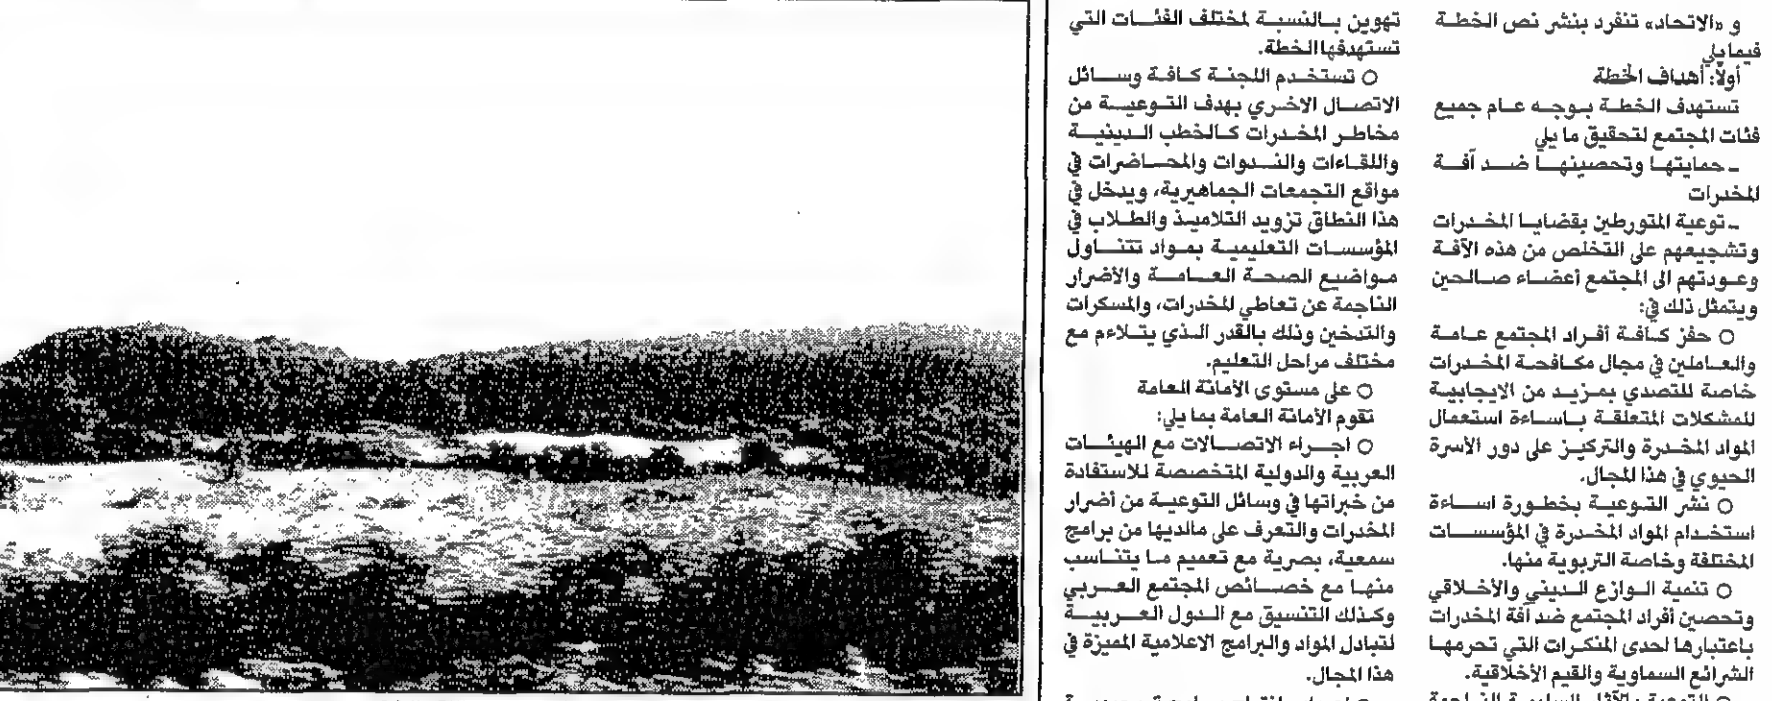 و «الاتحاد» تنفرد بنشر نص الخطة
فيما يلي
أولاً: أهداف الخطة
تستهدف الخطة بوجه عام جميع
فئات المجتمع لتحقيق ما يلي
ـ حمايتها وتحصينها ضد آفة
المخدرات
ـ توعية المتورطين بقضايا المخدرات
وتشجيعهم على التخلص من هذه الآفة
وعودتهم الى المجتمع أعضاء صالحين
ويتمثل ذلك في:
○ حفز كافة أفراد المجتمع عامة
والعاملين في مجال مكافحة المخدرات
خاصة للتصدي بمزيد من الايجابية
للمشكلات المتعلقة باساءة استعمال
المواد المخدرة والتركيز على دور الأسرة
الحيوي في هذا المجال.
○ نشر التوعية بخطورة اساءة
استخدام المواد المخدرة في المؤسسات
المختلفة وخاصة التربوية منها.
○ تنمية الوازع الديني والأخلاقي
وتحصين أفراد المجتمع ضد آفة المخدرات
باعتبارها احدى المنكرات التي تحرمها
الشرائع السماوية والقيم الأخلاقية.
تهوين بالنسبة لمختلف الفئات التي
تستهدفها الخطة.
○ تستخدم اللجنة كافة وسائل
الاتصال الاخرى بهدف التوعية من
مخاطر المخدرات كالخطب الدينية
واللقاءات والندوات والمحاضرات في
مواقع التجمعات الجماهيرية، ويدخل في
هذا النطاق تزويد التلاميذ والطلاب في
المؤسسات التعليمية بمواد تتناول
مواضيع الصحة العامة والأضرار
الناجمة عن تعاطي للخدرات، والمسكرات
والتدخين وذلك بالقدر الذي يتلاءم مع
مختلف مراحل التعليم.
○ على مستوى الأمانة العامة
تقوم الأمانة العامة بما يلي:
○ اجراء الاتصالات مع الهيئات
العربية والدولية المتخصصة للاستفادة
من خبراتها في وسائل التوعية من أضرار
المخدرات والتعرف على مالديها من برامج
سمعية، بصرية مع تعميم ما يتناسب
منها مع خصائص المجتمع العربي
وكذلك التنسيق مع الدول العربية
لتبادل المواد والبرامج الاعلامية المميزة في
هذا المجال.